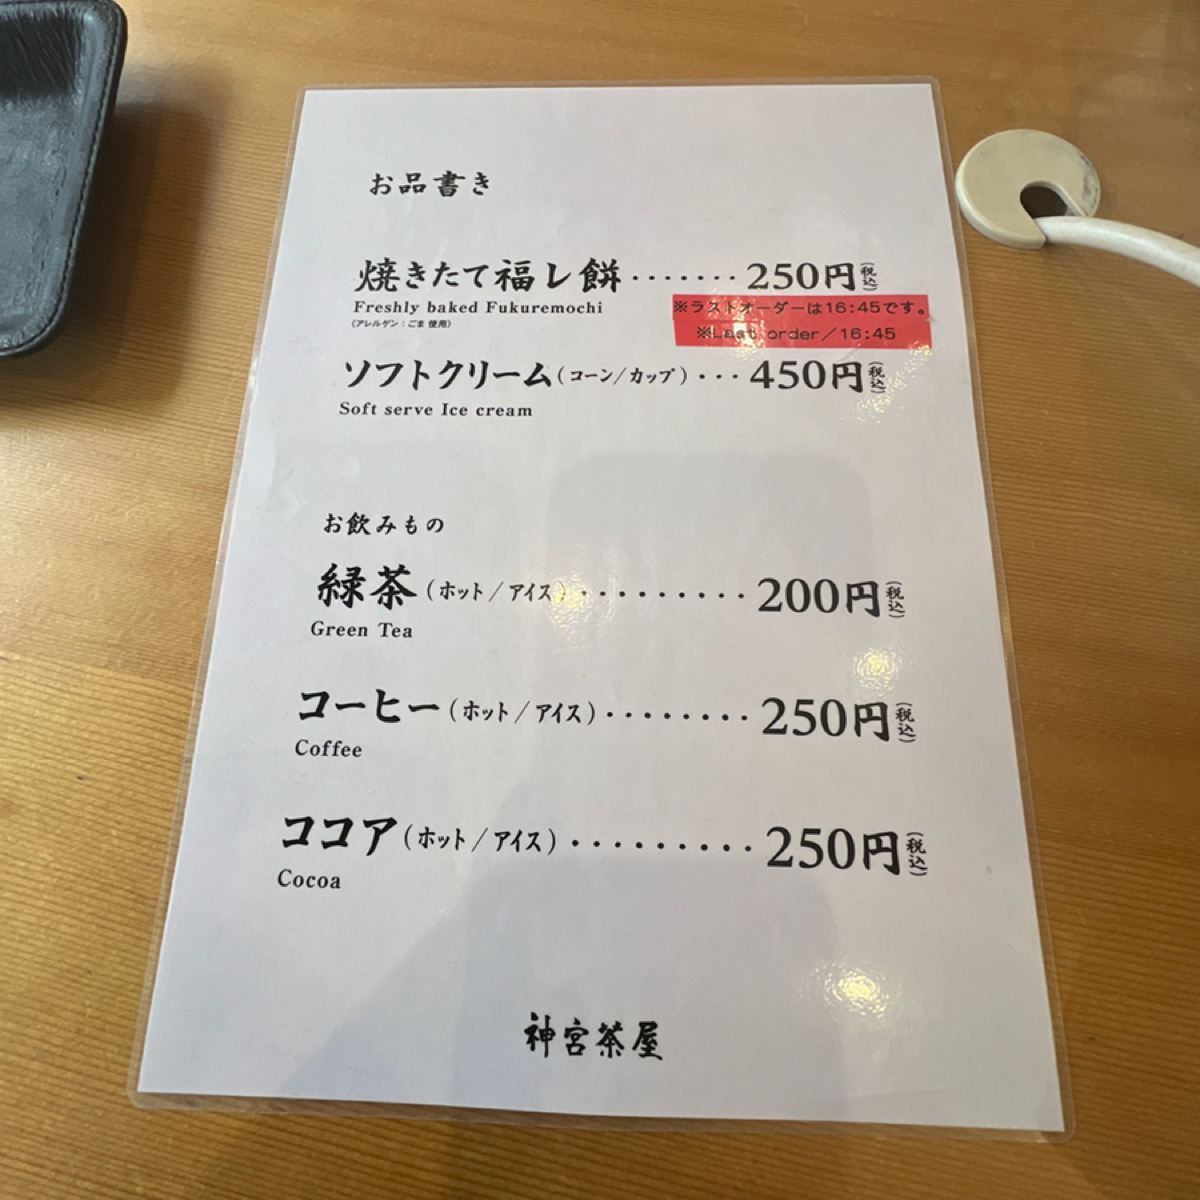 お品書き
焼きたて福レ餅・・・・・・・250円(税込)
Freshly baked Fukuremochi
(アレルゲン:ごま 使用)
※ラストオーダーは16:45です。
※Last order/16:45
ソフトクリーム(コーン/カップ)・・・450円(税込)
Soft serve Ice cream
お飲みもの
緑茶(ホット/アイス)・・・・・・・・・・200円(税込)
Green Tea
コーヒー(ホット/アイス)・・・・・・・・250円(税込)
Coffee
ココア(ホット/アイス)・・・・・・・・・250円(税込)
Cocoa
神宮茶屋